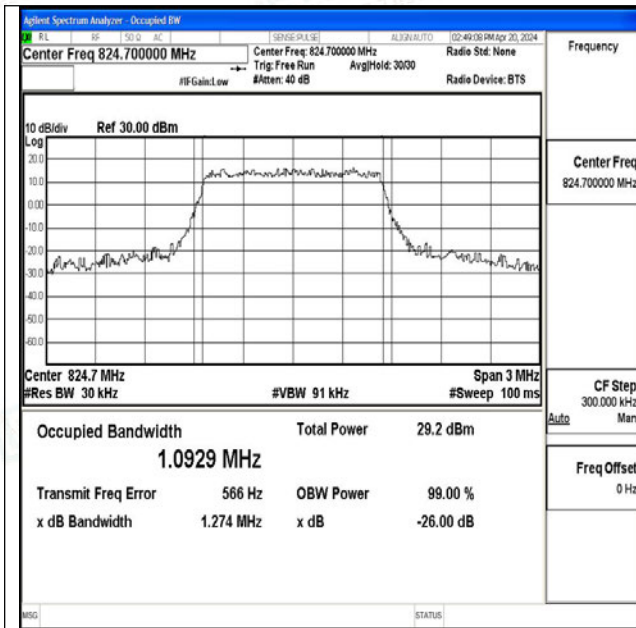 Agilent Spectrum Analyzer - Occupied BW
RL RF 50 Ω AC SENSE:PULSE ALIGN AUTO 02:49:08 PM Apr 20, 2024
Center Freq 824.700000 MHz
Center Freq: 824.700000 MHz
Radio Std: None
Trig: Free Run Avg|Hold: 30/30
#IFGain:Low
#Atten: 40 dB
Radio Device: BTS
10 dB/div Ref 30.00 dBm
Log
20.0
10.0
0.00
-10.0
-20.0
-30.0
-40.0
-50.0
-60.0
Center 824.7 MHz
Span 3 MHz
#Res BW 30 kHz
#VBW 91 kHz
#Sweep 100 ms
Occupied Bandwidth
Total Power 29.2 dBm
1.0929 MHz
Transmit Freq Error 566 Hz
OBW Power 99.00 %
x dB Bandwidth 1.274 MHz
x dB -26.00 dB
MSG
STATUS
Frequency
Center Freq
824.700000 MHz
CF Step
300.000 kHz
Auto Man
Freq Offset
0 Hz